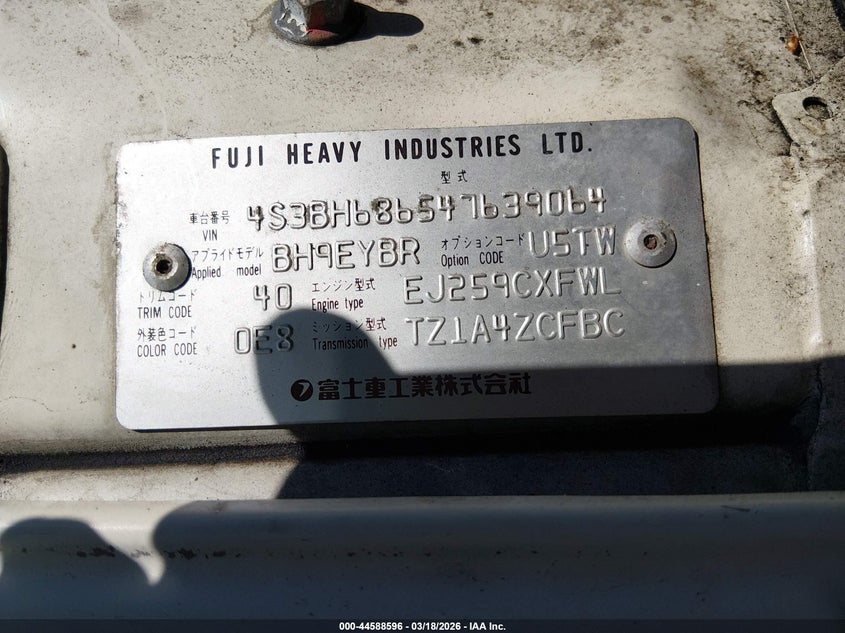 FUJI HEAVY INDUSTRIES LTD.
型式
車台番号 VIN 4S3BH686547639064
アプライドモデル Applied model BH9EYBR オプションコード Option CODE U5TW
トリムコード TRIM CODE 40 エンジン型式 Engine type EJ259CXFWL
外装色コード COLOR CODE 0E8 ミッション型式 Transmission type TZ1A4ZCFBC
富士重工業株式会社
000-44588596 — 03/18/2026 — IAA Inc.